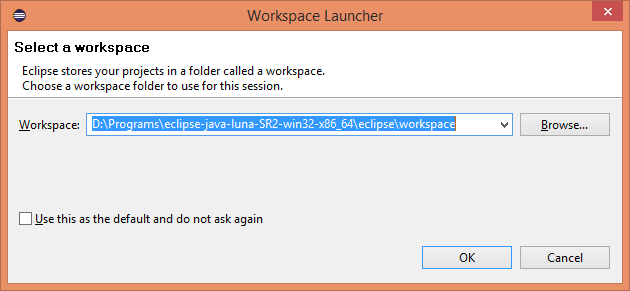 Workspace Launcher
Select a workspace
Eclipse stores your projects in a folder called a workspace.
Choose a workspace folder to use for this session.
Workspace: D:\Programs\eclipse-java-luna-SR2-win32-x86_64\eclipse\workspace Browse...
Use this as the default and do not ask again
OK Cancel